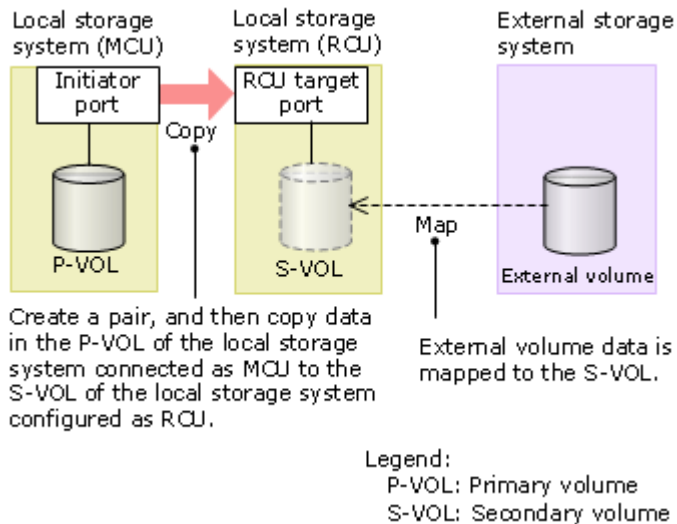 Local storage
system (MCU)
Local storage
system (RCU)
External storage
system
Initiator
port
RCU target
port
Copy
Map
P-VOL
S-VOL
External volume
Create a pair, and then copy data
in the P-VOL of the local storage
system connected as MCU to the
S-VOL of the local storage system
configured as RCU.
External volume data is
mapped to the S-VOL.
Legend:
P-VOL: Primary volume
S-VOL: Secondary volume